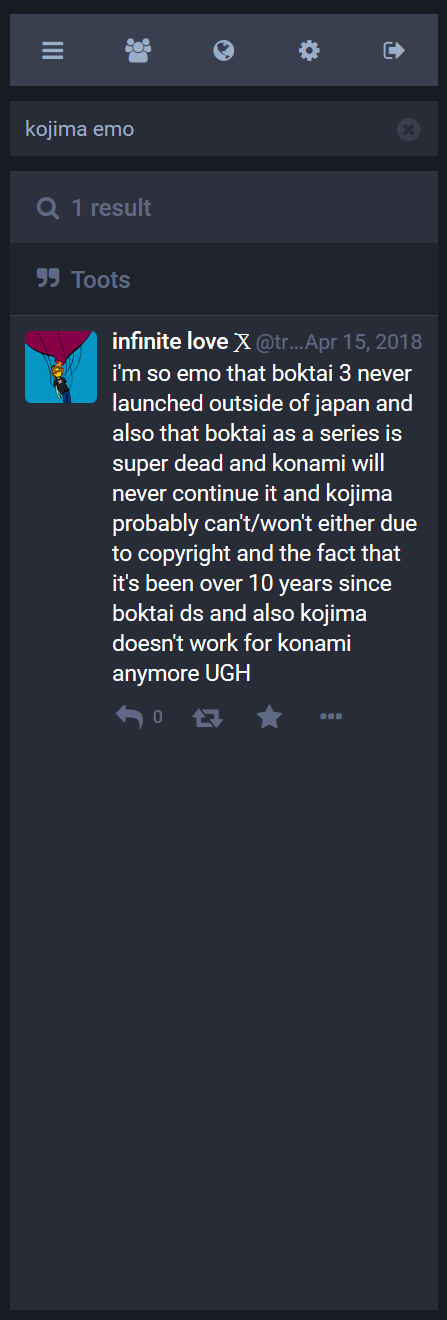 kojima emo
1 result
Toots
infinite love 🝮 @tr…Apr 15, 2018
i'm so emo that boktai 3 never
launched outside of japan and
also that boktai as a series is
super dead and konami will
never continue it and kojima
probably can't/won't either due
to copyright and the fact that
it's been over 10 years since
boktai ds and also kojima
doesn't work for konami
anymore UGH
0